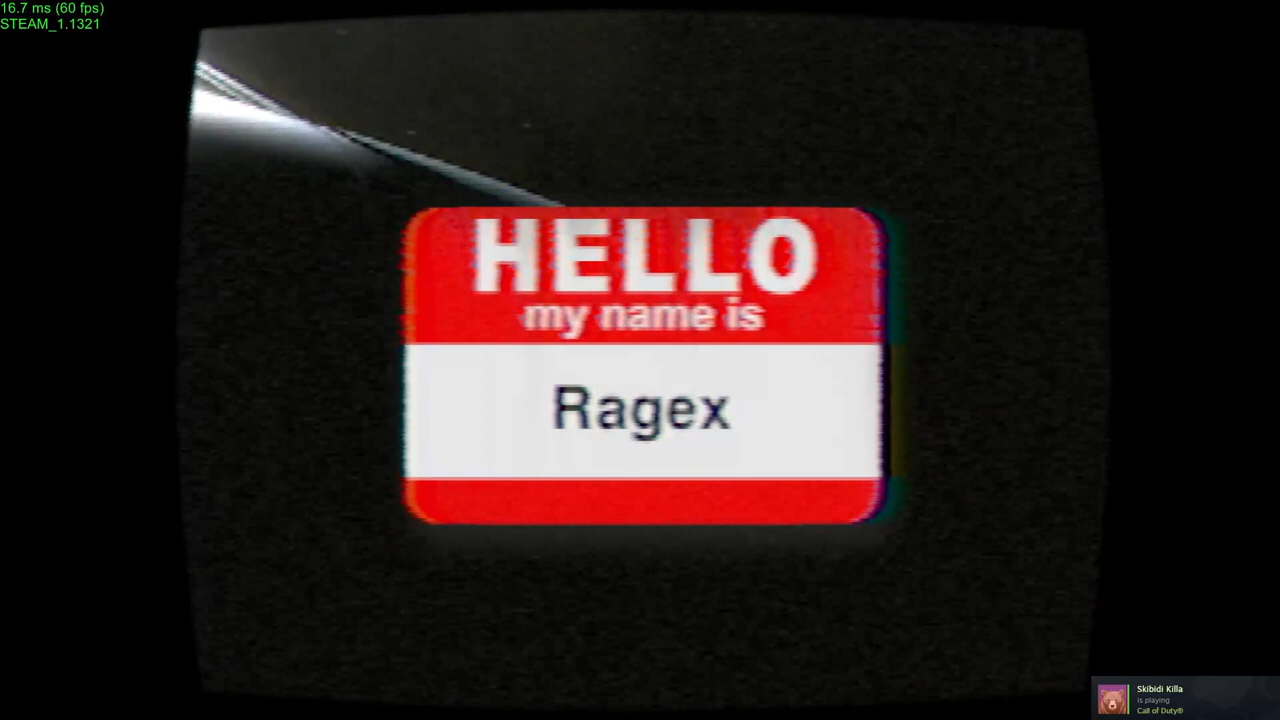 16.7 ms (60 fps)
STEAM_1.1321
HELLO
my name is
Ragex
Skibidi Killa
is playing
Call of Duty®